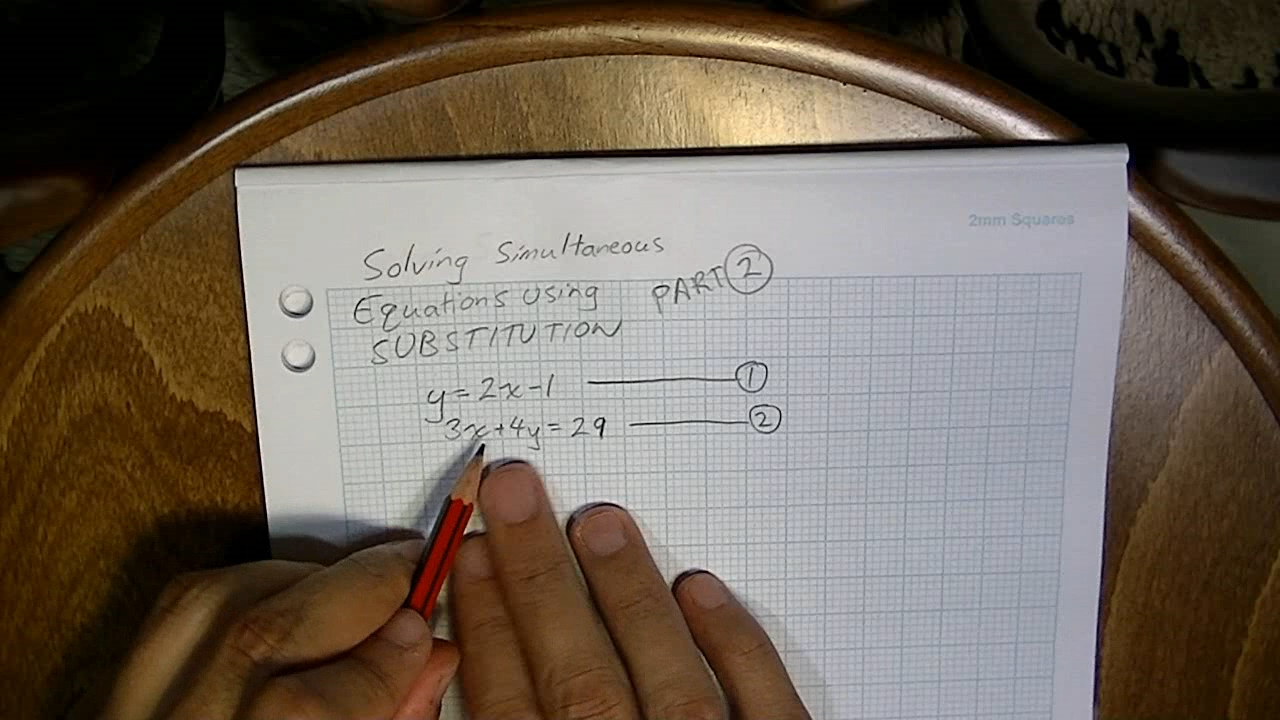 2mm Squares
Solving Simultaneous
Equations using PART 2
SUBSTITUTION
y=2x-1 ——— 1
3x+4y=29 ——— 2